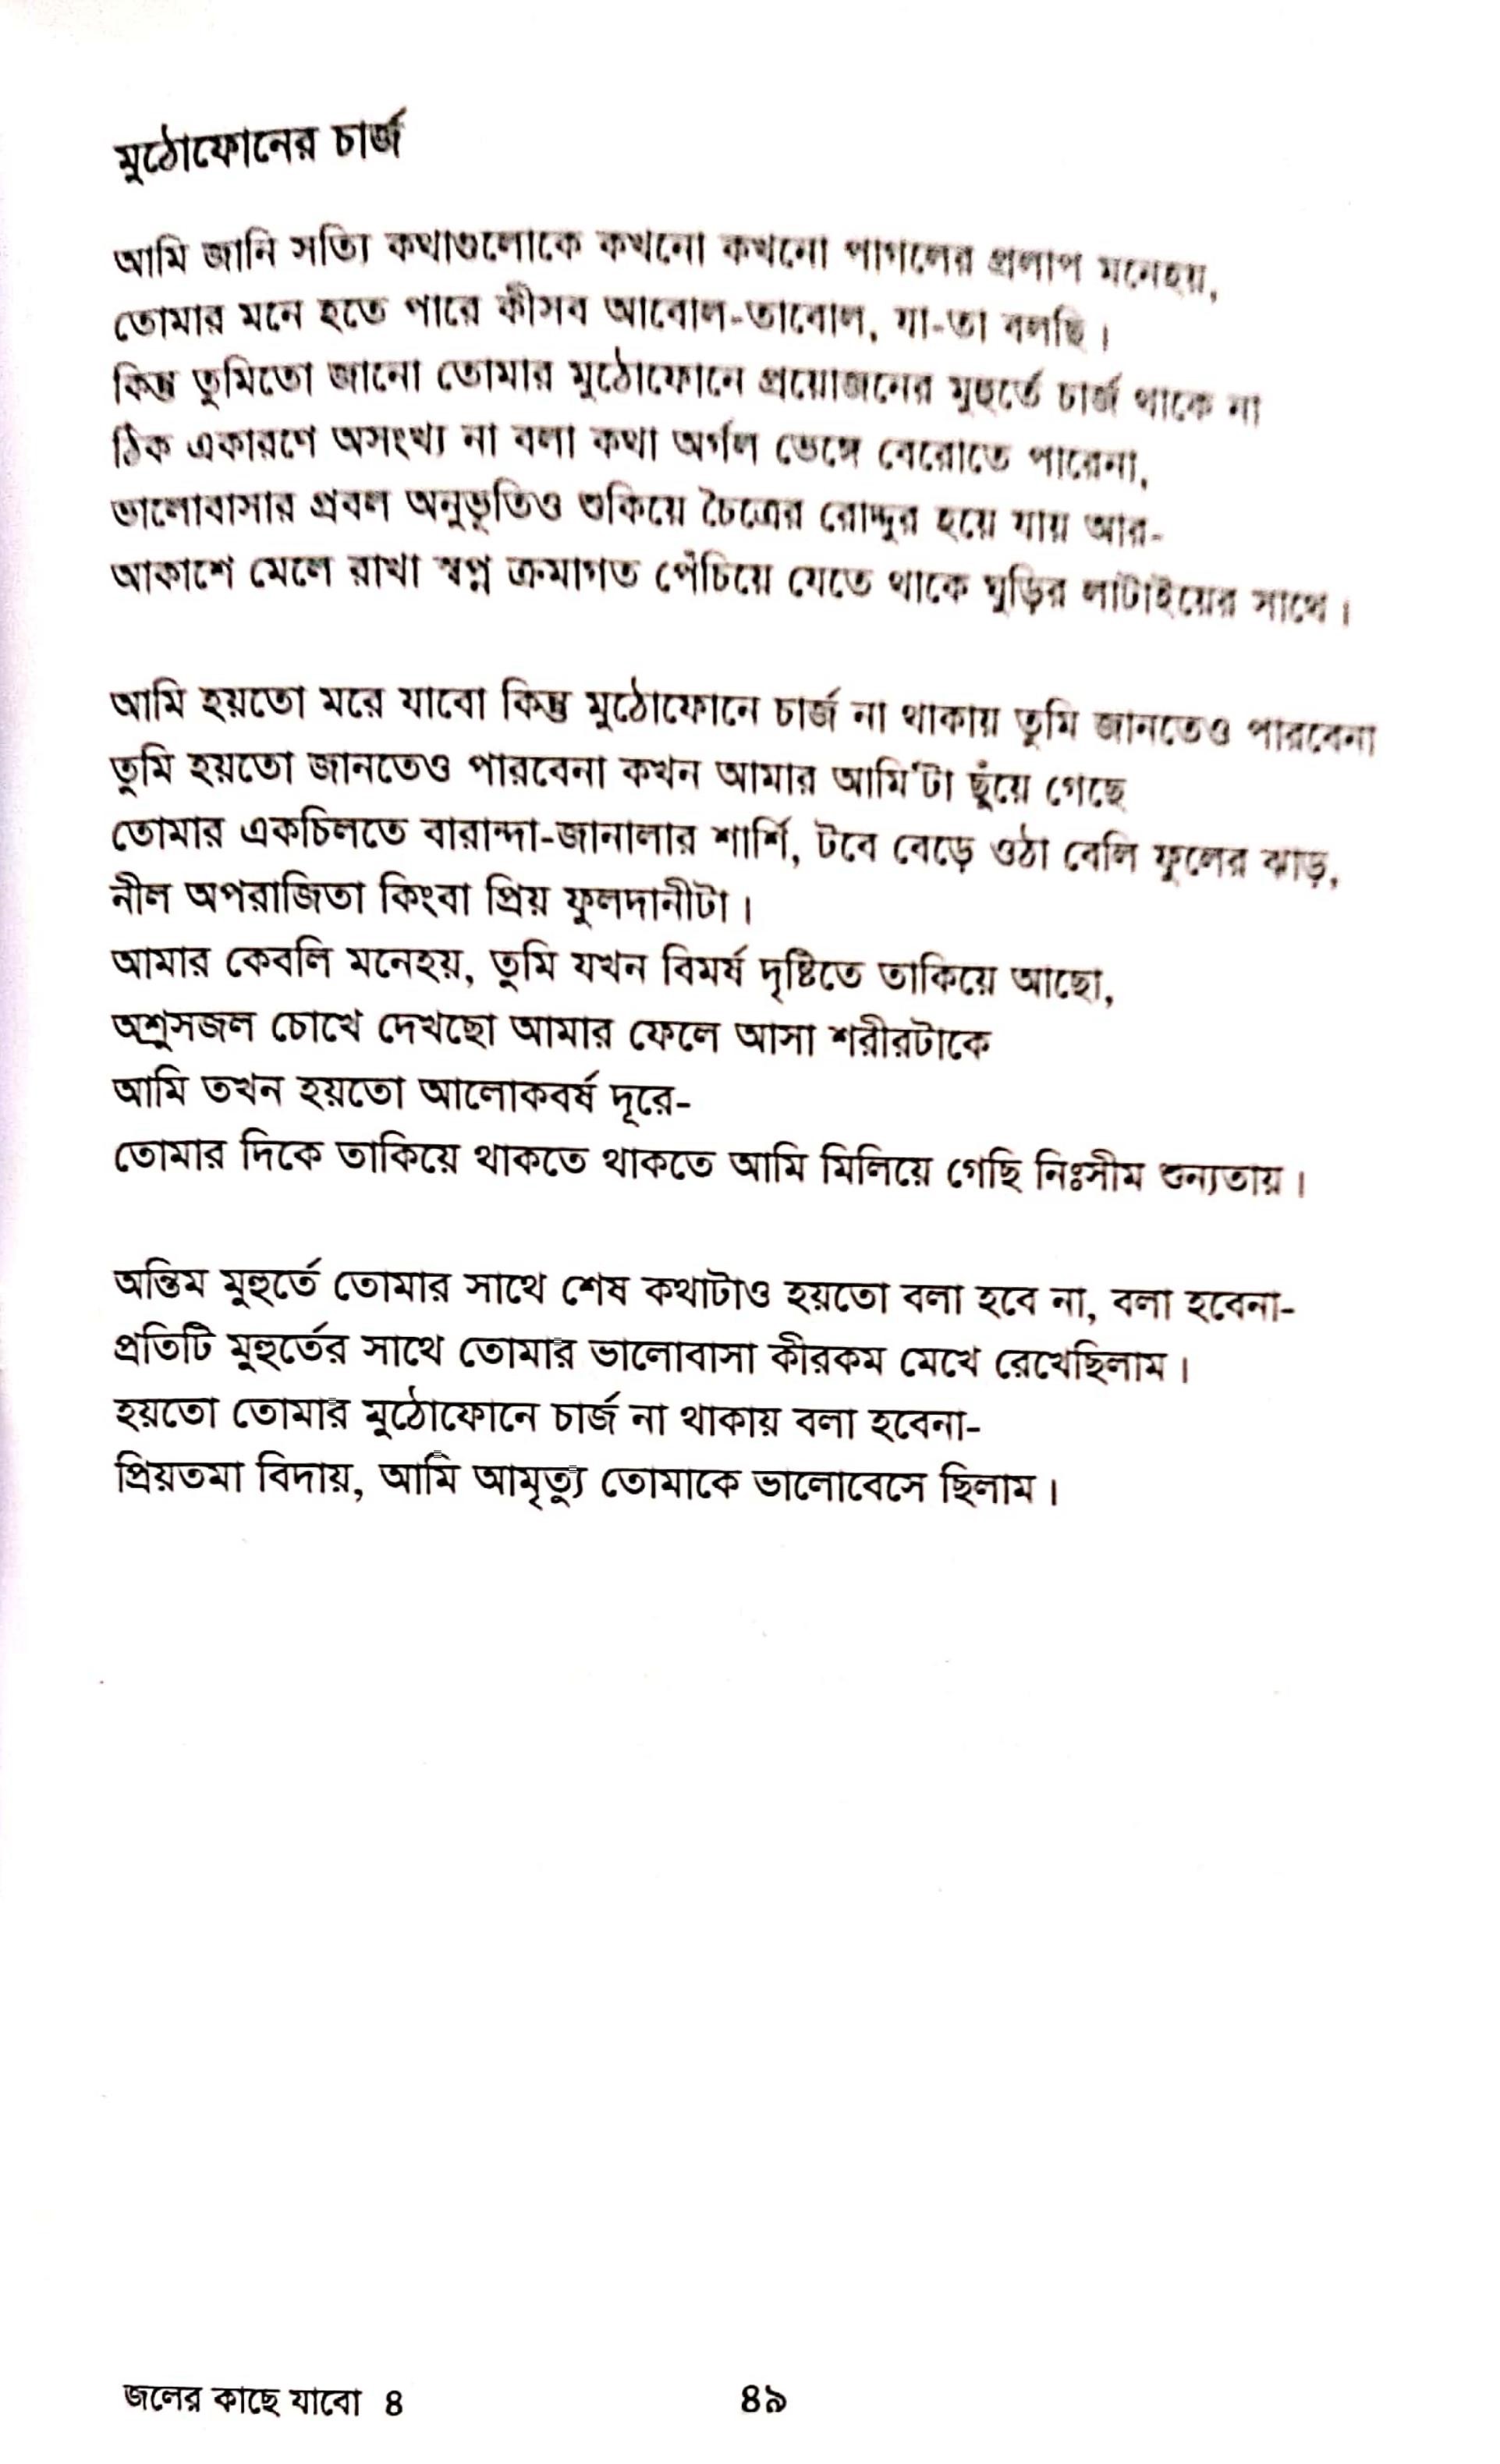 মুঠোফোনের চার্জ
আমি জানি সত্যি কথাগুলোকে কখনো কখনো পাগলের প্রলাপ মনেহয়,
তোমার মনে হতে পারে কীসব আবোল-তাবোল, যা-তা বলছি।
কিন্তু তুমিতো জানো তোমার মুঠোফোনে প্রয়োজনের মুহুর্তে চার্জ থাকে না
ঠিক একারণে অসংখ্য না বলা কথা অর্গল ভেঙ্গে বেরোতে পারেনা,
ভালোবাসার প্রবল অনুভূতিও শুকিয়ে চৈত্রের রোদ্দুর হয়ে যায় আর-
আকাশে মেলে রাখা স্বপ্ন ক্রমাগত পেঁচিয়ে যেতে থাকে ঘুড়ির লাটাইয়ের সাথে।
আমি হয়তো মরে যাবো কিন্তু মুঠোফোনে চার্জ না থাকায় তুমি জানতেও পারবেনা
তুমি হয়তো জানতেও পারবেনা কখন আমার আমি'টা ছুঁয়ে গেছে
তোমার একচিলতে বারান্দা-জানালার শার্শি, টবে বেড়ে ওঠা বেলি ফুলের ঝাড়,
নীল অপরাজিতা কিংবা প্রিয় ফুলদানীটা।
আমার কেবলি মনেহয়, তুমি যখন বিমর্ষ দৃষ্টিতে তাকিয়ে আছো,
অশ্রুসজল চোখে দেখছো আমার ফেলে আসা শরীরটাকে
আমি তখন হয়তো আলোকবর্ষ দূরে-
তোমার দিকে তাকিয়ে থাকতে থাকতে আমি মিলিয়ে গেছি নিঃসীম শুন্যতায়।
অন্তিম মুহুর্তে তোমার সাথে শেষ কথাটাও হয়তো বলা হবে না, বলা হবেনা-
প্রতিটি মুহুর্তের সাথে তোমার ভালোবাসা কীরকম মেখে রেখেছিলাম।
হয়তো তোমার মুঠোফোনে চার্জ না থাকায় বলা হবেনা-
প্রিয়তমা বিদায়, আমি আমৃত্যু তোমাকে ভালোবেসে ছিলাম।
জলের কাছে যাবো ৪
৪৯